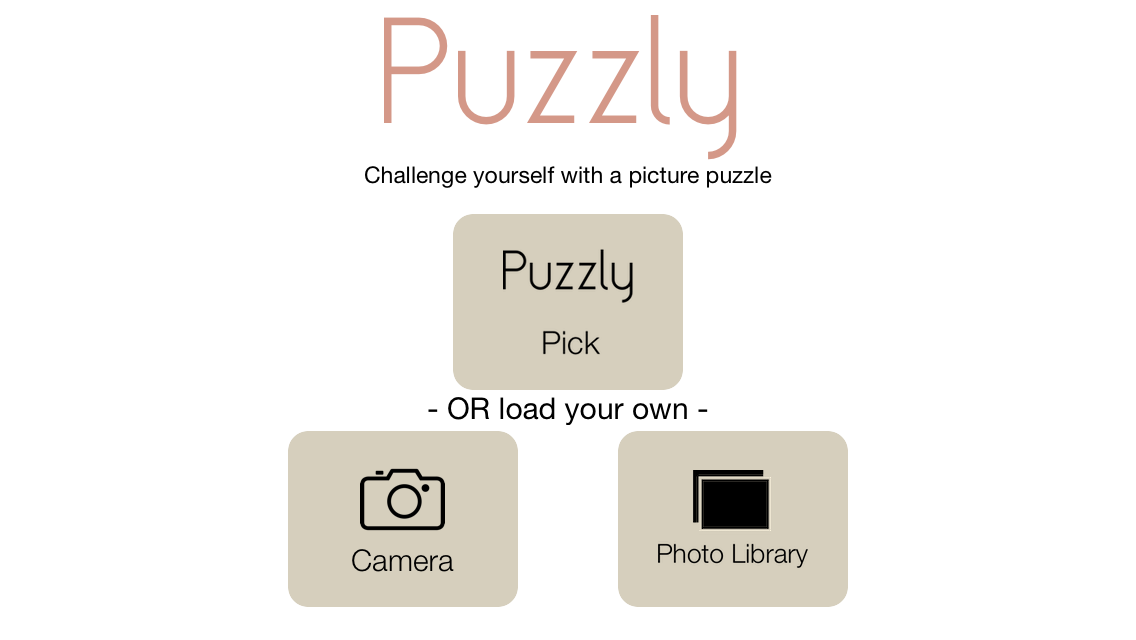 Puzzly
Challenge yourself with a picture puzzle
Puzzly
Pick
- OR load your own -
Camera
Photo Library